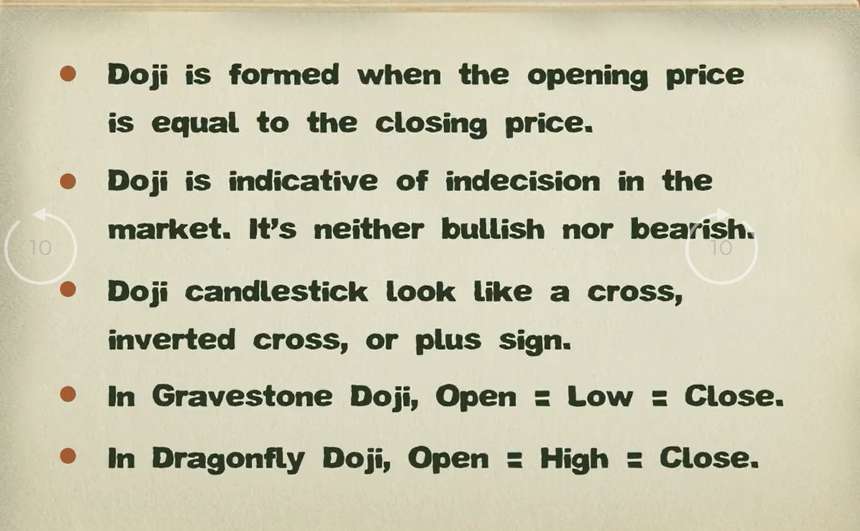 Doji is formed when the opening price
is equal to the closing price.
Doji is indicative of indecision in the
market. It's neither bullish nor bearish.
10
10
Doji candlestick look like a cross,
inverted cross, or plus sign.
In Gravestone Doji, Open = Low = Close.
In Dragonfly Doji, Open = High = Close.